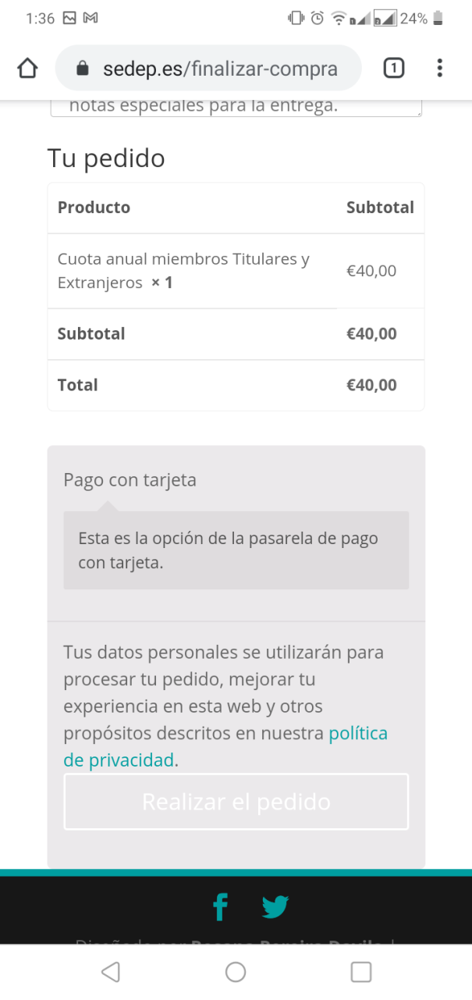 1:36
24%
sedep.es/finalizar-compra
1
notas especiales para la entrega.
Tu pedido
Producto Subtotal
Cuota anual miembros Titulares y
Extranjeros × 1
€40,00
Subtotal €40,00
Total €40,00
Pago con tarjeta
Esta es la opción de la pasarela de pago
con tarjeta.
Tus datos personales se utilizarán para
procesar tu pedido, mejorar tu
experiencia en esta web y otros
propósitos descritos en nuestra política
de privacidad.
Realizar el pedido